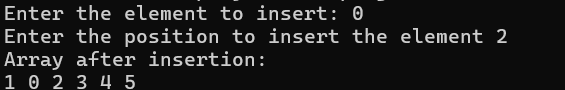 Enter the element to insert: 0
Enter the position to insert the element 2
Array after insertion:
1 0 2 3 4 5